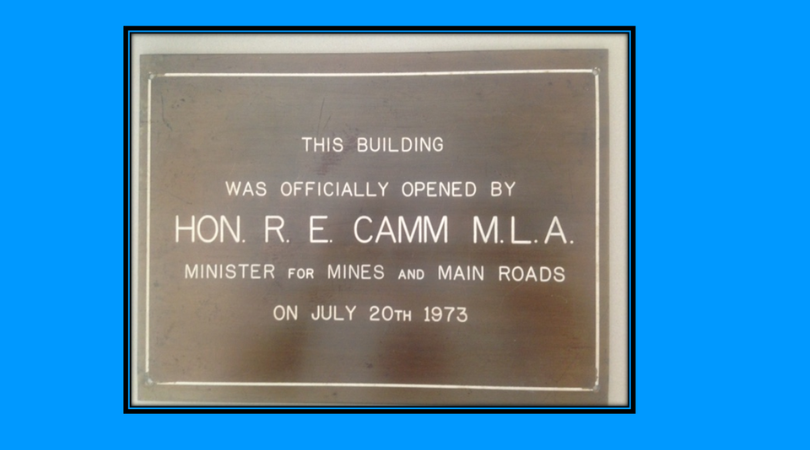 THIS BUILDING
WAS OFFICIALLY OPENED BY
HON. R. E. CAMM M.L.A.
MINISTER FOR MINES AND MAIN ROADS
ON JULY 20TH 1973